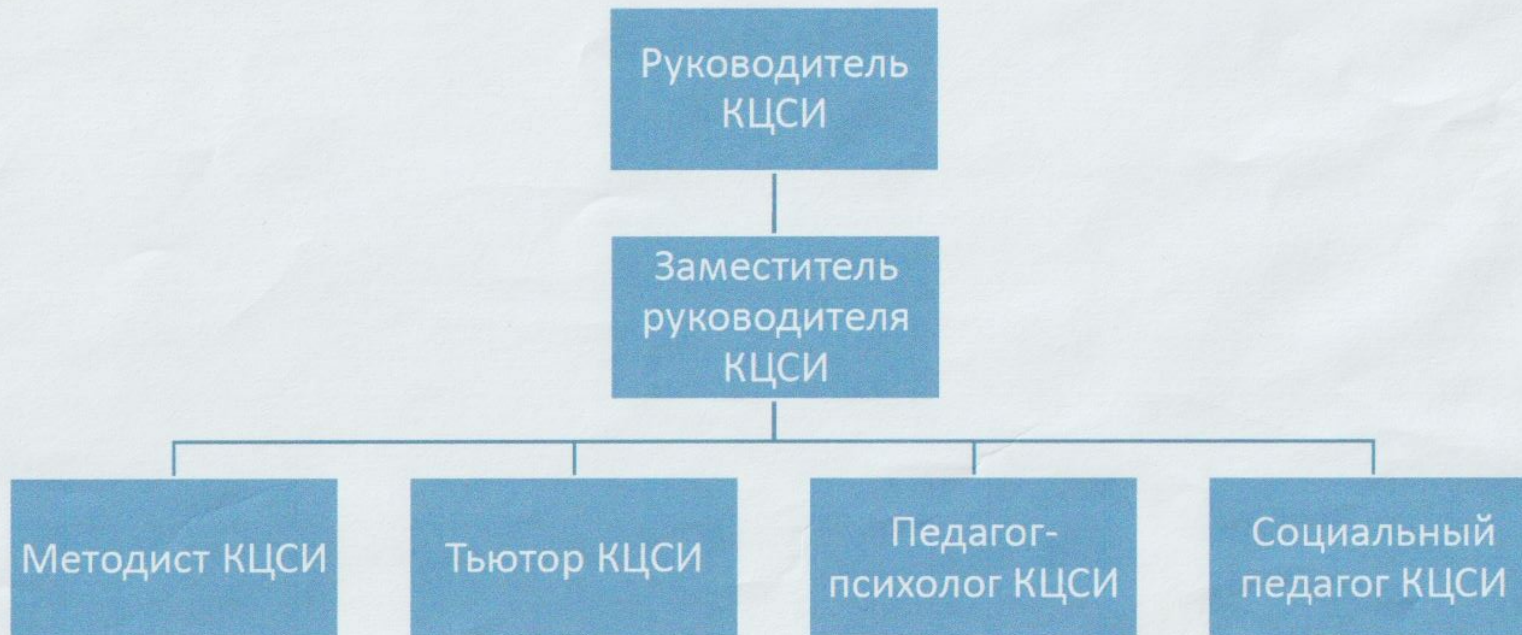 Руководитель
КЦСИ
Заместитель
руководителя
КЦСИ
Методист КЦСИ
Тьютор КЦСИ
Педагог-
психолог КЦСИ
Социальный
педагог КЦСИ